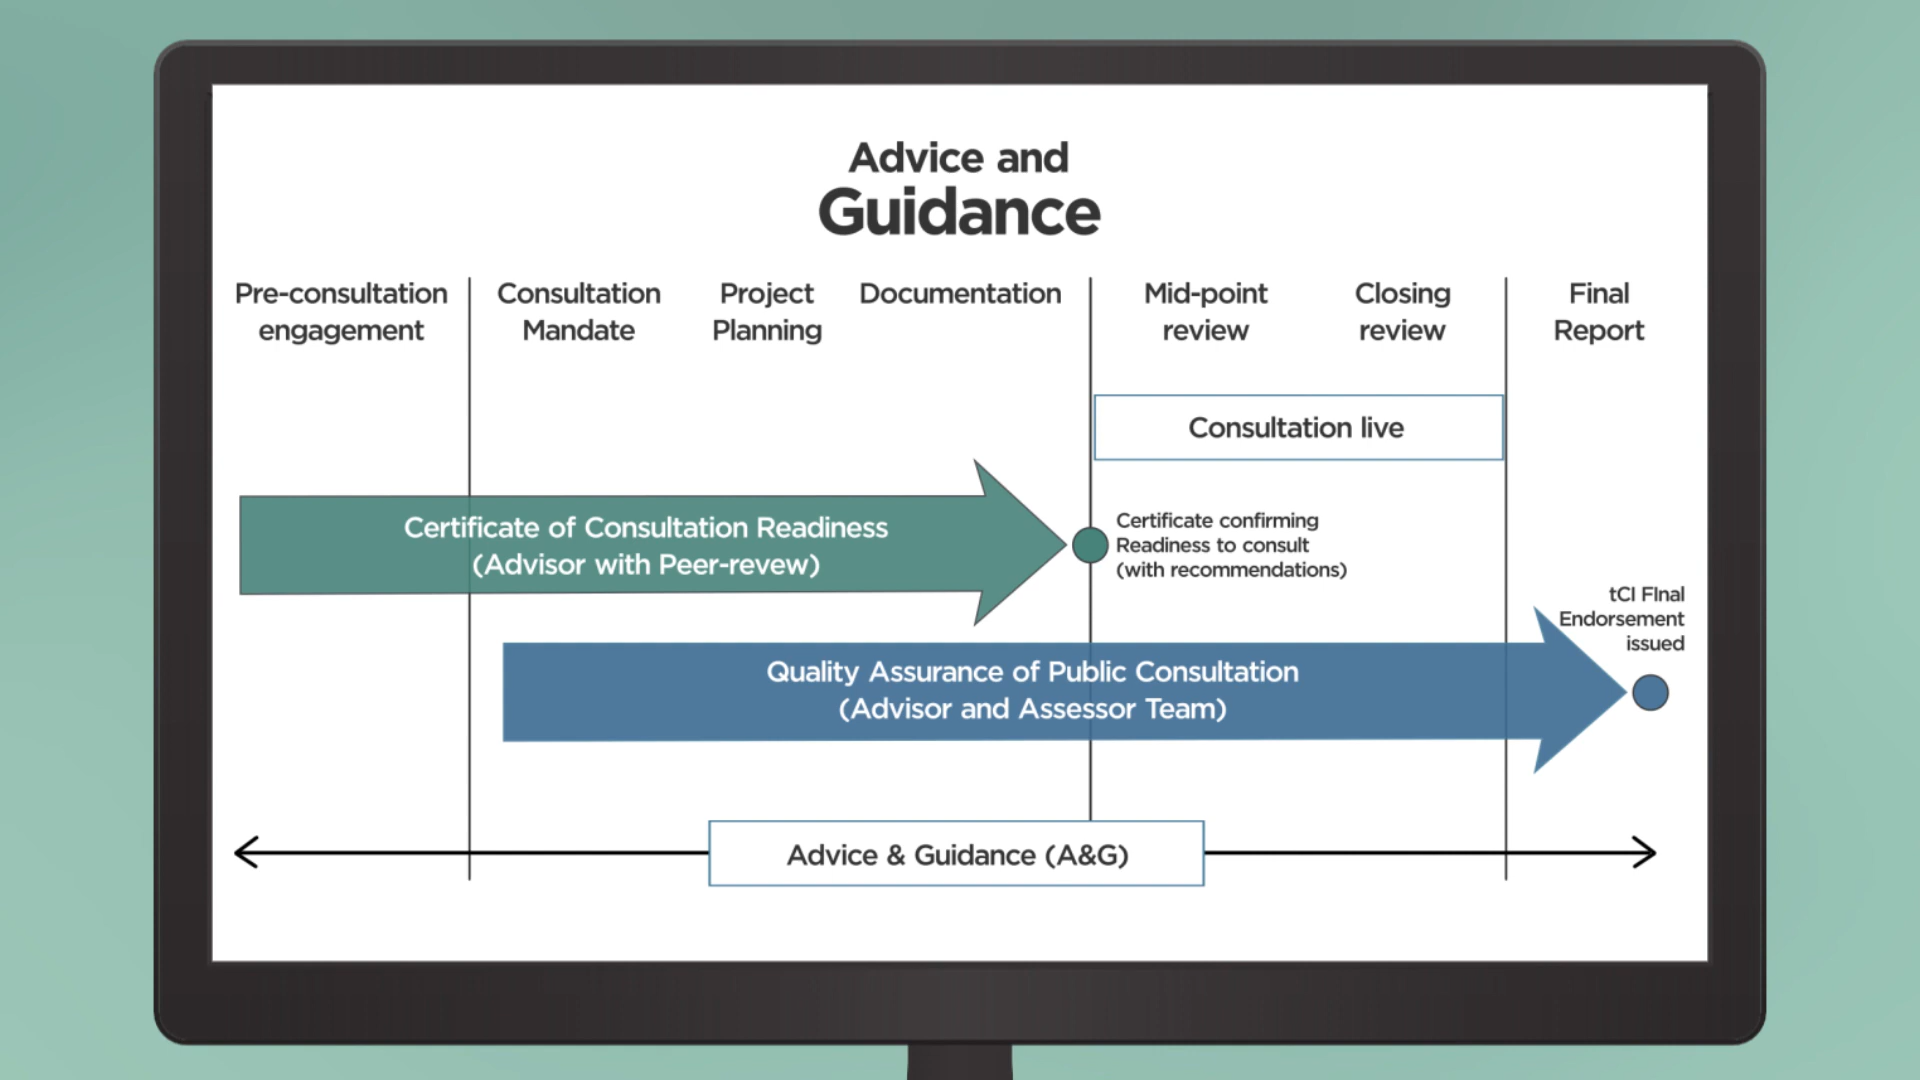 Advice and
Guidance
Pre-consultation
engagement
Consultation
Mandate
Project
Planning
Documentation
Mid-point
review
Closing
review
Final
Report
Consultation live
Certificate of Consultation Readiness
(Advisor with Peer-revew)
Certificate confirming
Readiness to consult
(with recommendations)
tCI FInal
Endorsement
issued
Quality Assurance of Public Consultation
(Advisor and Assessor Team)
Advice & Guidance (A&G)